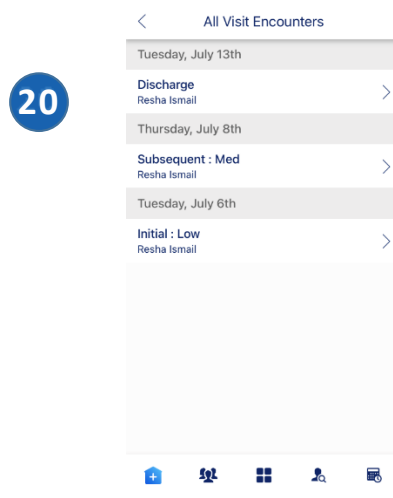 All Visit Encounters
Tuesday, July 13th
20
Discharge
Resha Ismail
Thursday, July 8th
Subsequent : Med
Resha Ismail
Tuesday, July 6th
Initial : Low
Resha Ismail